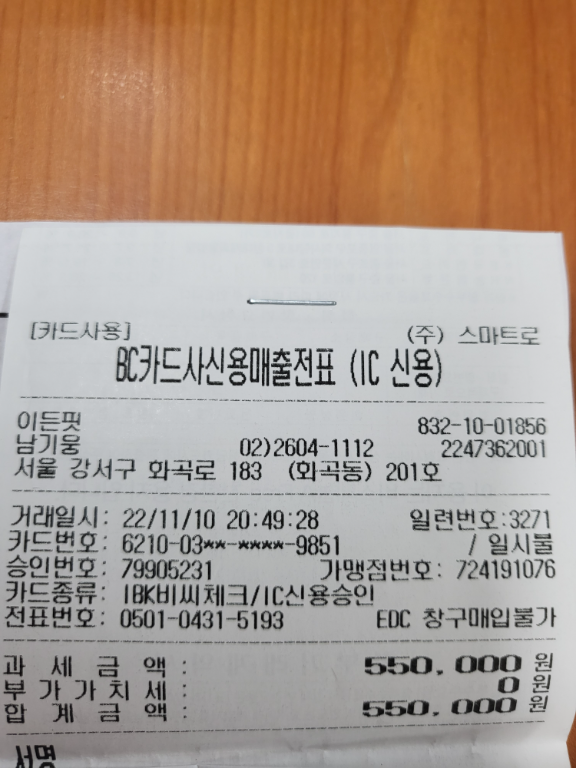 [카드사용] (주) 스마트로
BC카드사신용매출전표 (IC 신용)
이든핏 832-10-01856
남기웅 02)2604-1112 2247362001
서울 강서구 화곡로 183 (화곡동) 201호
거래일시: 22/11/10 20:49:28 일련번호:3271
카드번호: 6210-03**-****-9851 / 일시불
승인번호: 79905231 가맹점번호: 724191076
카드종류: IBK비씨체크/IC신용승인
전표번호: 0501-0431-5193 EDC 창구매입불가
과 세 금 액 : 550,000 원
부 가 가 치 세 : 0 원
합 계 금 액 : 550,000 원
서명